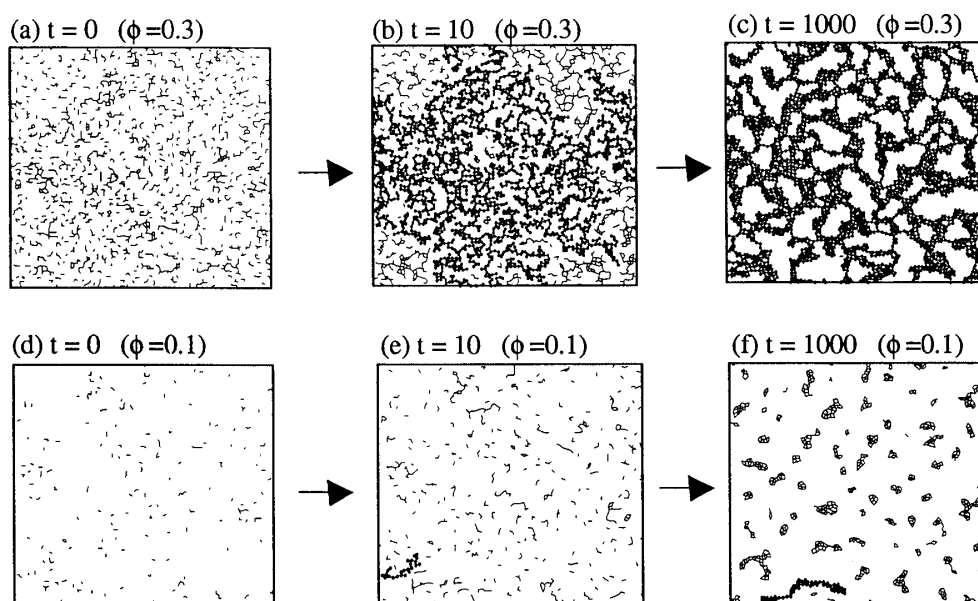 (a) t = 0 (ϕ=0.3)
(b) t = 10 (ϕ=0.3)
(c) t = 1000 (ϕ=0.3)
(d) t = 0 (ϕ=0.1)
(e) t = 10 (ϕ=0.1)
(f) t = 1000 (ϕ=0.1)